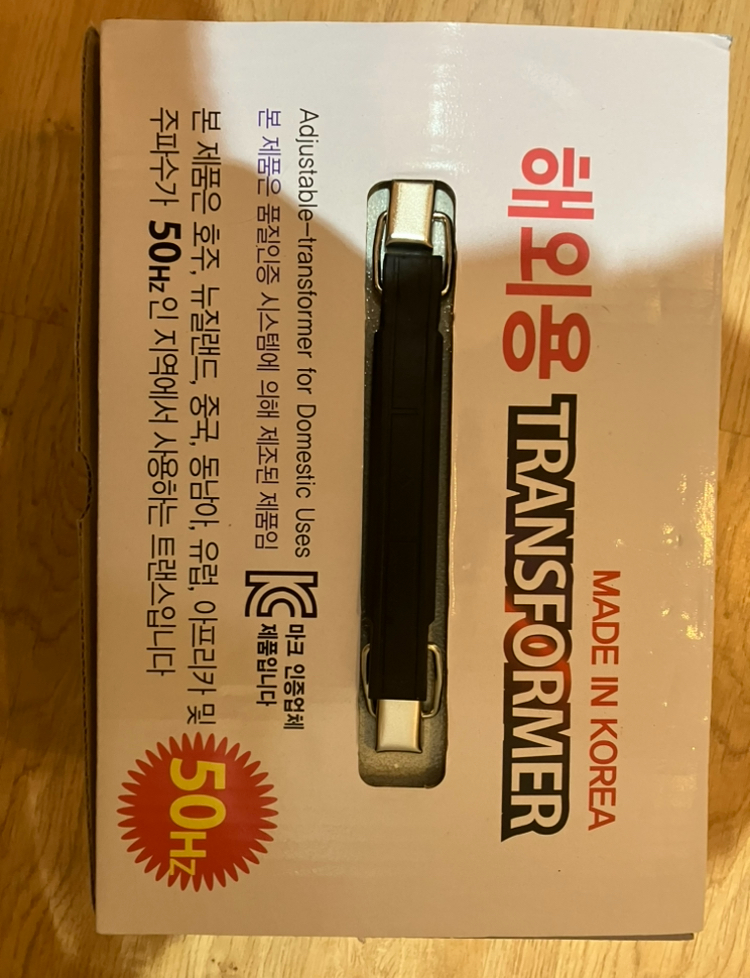 MADE IN KOREA
해외용 TRANSFORMER
Adjustable-transformer for Domestic Uses
본 제품은 품질인증 시스템에 의해 제조된 제품임
마크 인증업체
제품입니다
본 제품은 호주, 뉴질랜드, 중국, 동남아, 유럽, 아프리카 및
주파수가 50Hz인 지역에서 사용하는 트랜스입니다
50Hz